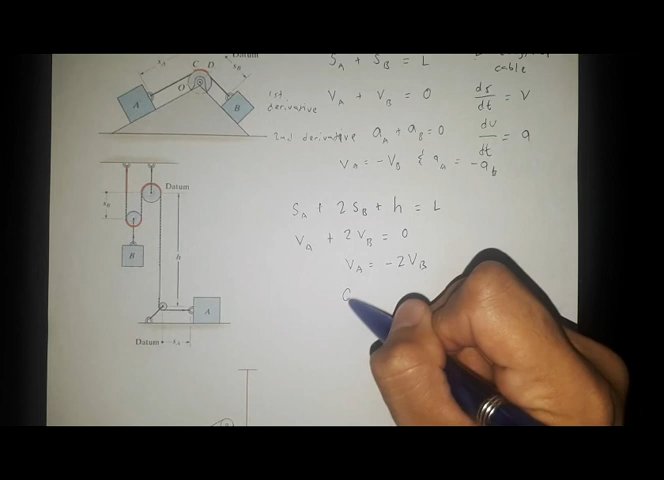 Datum
S_A + S_B = L
cable
s_A
C D
s_B
O
A
B
1st derivative
V_A + V_B = 0
ds/dt = V
2nd derivative
a_A + a_B = 0
dv/dt = a
V_A = -V_B & a_A = -a_B
Datum
s_B
S_A + 2S_B + h = L
V_A + 2V_B = 0
B
h
V_A = -2V_B
A
Datum
s_A